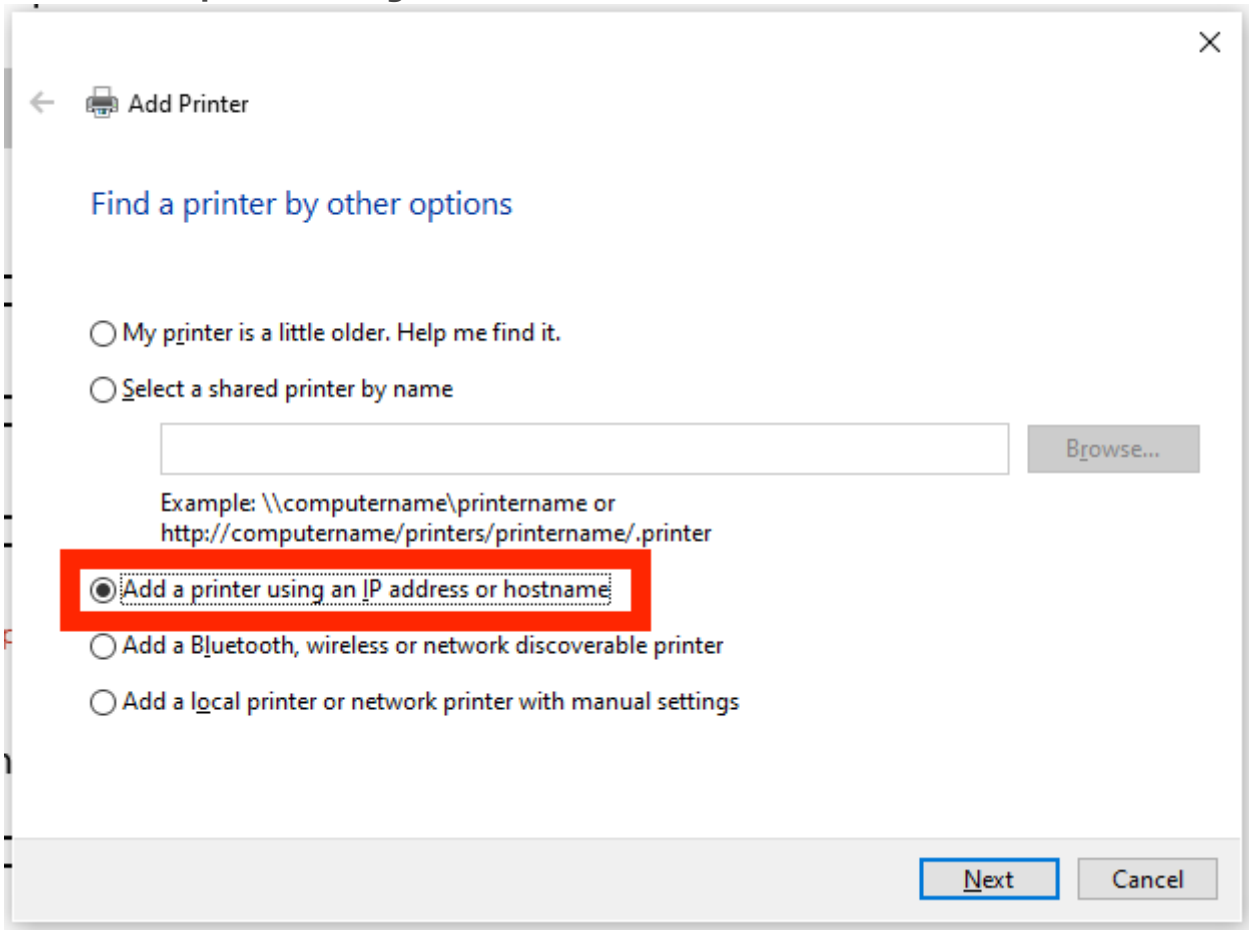 Add Printer
Find a printer by other options
My printer is a little older. Help me find it.
Select a shared printer by name
Browse...
Example: \\computername\printername or
http://computername/printers/printername/.printer
Add a printer using an IP address or hostname
Add a Bluetooth, wireless or network discoverable printer
Add a local printer or network printer with manual settings
Next
Cancel